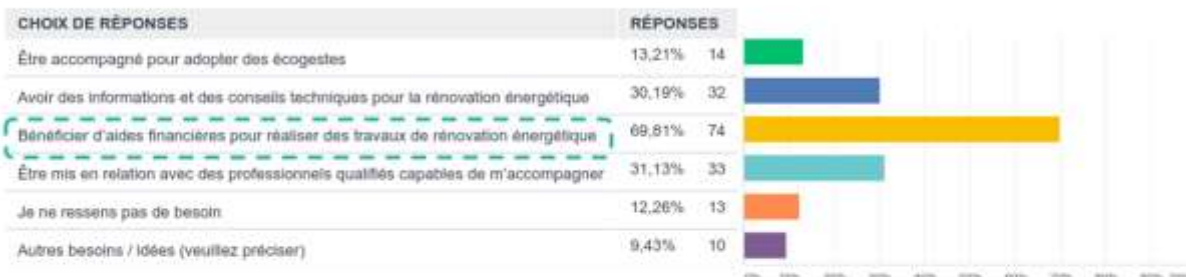 CHOIX DE RÉPONSES RÉPONSES
Être accompagné pour adopter des écogestes 13,21% 14
Avoir des informations et des conseils techniques pour la rénovation énergétique 30,19% 32
Bénéficier d'aides financières pour réaliser des travaux de rénovation énergétique 69,81% 74
Être mis en relation avec des professionnels qualifiés capables de m'accompagner 31,13% 33
Je ne ressens pas de besoin 12,26% 13
Autres besoins / idées (veuillez préciser) 9,43% 10